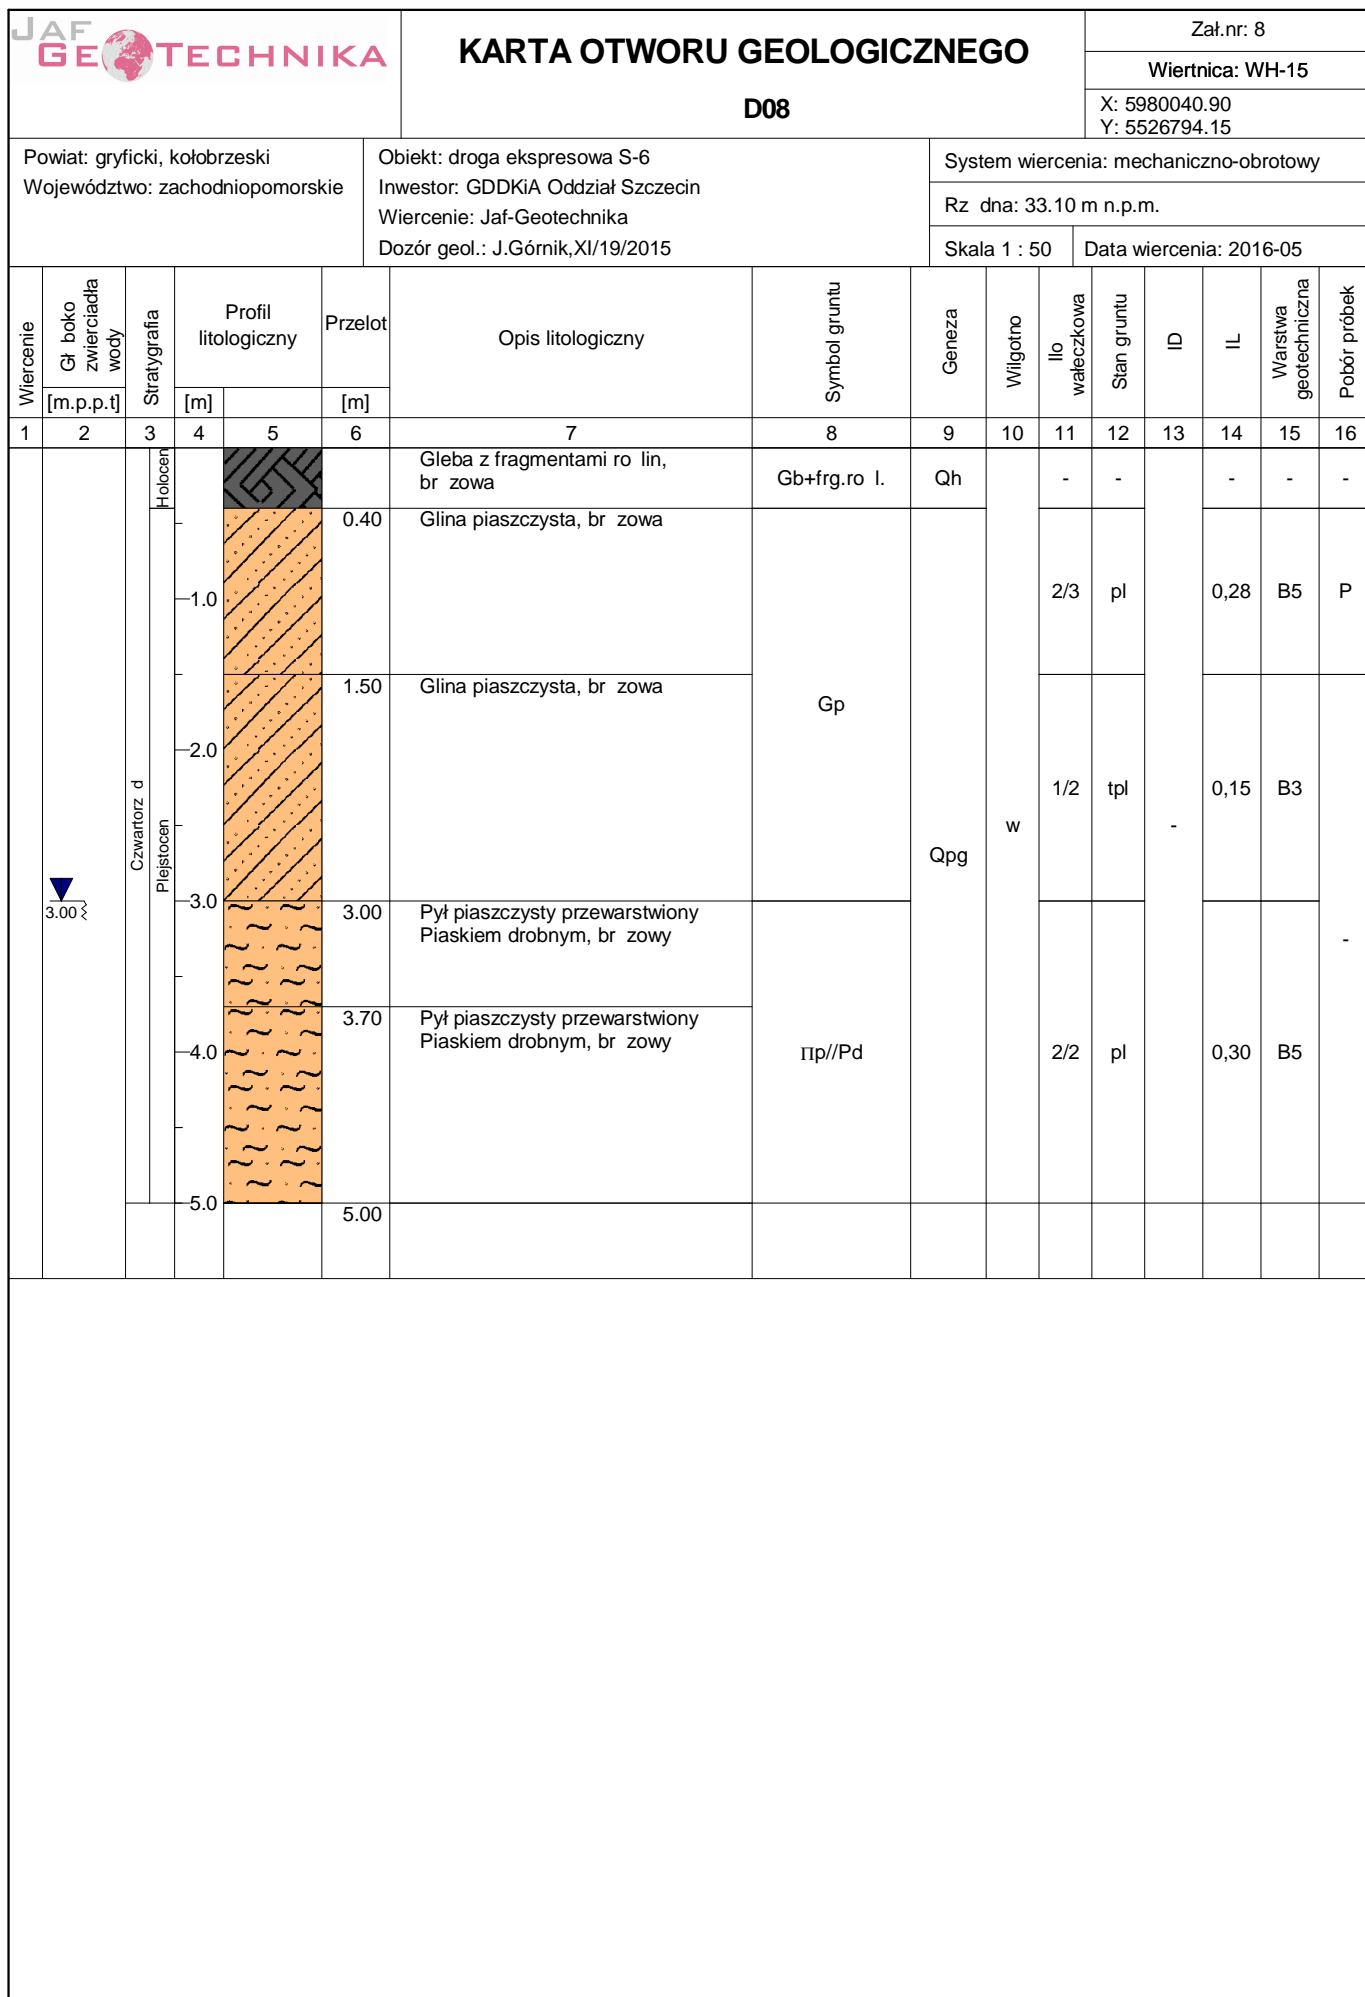 JAF
GEOTECHNIKA
KARTA OTWORU GEOLOGICZNEGO
D08
Zał.nr: 8
Wiertnica: WH-15
X: 5980040.90
Y: 5526794.15
Powiat: gryficki, kołobrzeski
Województwo: zachodniopomorskie
Obiekt: droga ekspresowa S-6
Inwestor: GDDKiA Oddział Szczecin
Wiercenie: Jaf-Geotechnika
Dozór geol.: J.Górnik,XI/19/2015
System wiercenia: mechaniczno-obrotowy
Rz dna: 33.10 m n.p.m.
Skala 1 : 50
Data wiercenia: 2016-05
Wiercenie
Gł boko
zwierciadła
wody
[m.p.p.t]
Stratygrafia
Profil
litologiczny
[m]
Przelot
[m]
Opis litologiczny
Symbol gruntu
Geneza
Wilgotno
Ilo
wałeczkowa
Stan gruntu
ID
IL
Warstwa
geotechniczna
Pobór próbek
1 2 3 4 5 6 7 8 9 10 11 12 13 14 15 16
Holocen
Gleba z fragmentami ro lin,
br zowa
Gb+frg.ro l.
Qh
- - - - -
0.40 Glina piaszczysta, br zowa
1.0
2/3 pl 0,28 B5 P
1.50 Glina piaszczysta, br zowa
Gp
2.0
Czwartorz d
Plejstocen
1/2 tpl 0,15 B3
w
-
Qpg
3.00
3.0
3.00 Pył piaszczysty przewarstwiony
Piaskiem drobnym, br zowy
-
3.70 Pył piaszczysty przewarstwiony
Piaskiem drobnym, br zowy
4.0
Πp//Pd
2/2 pl 0,30 B5
5.0
5.00